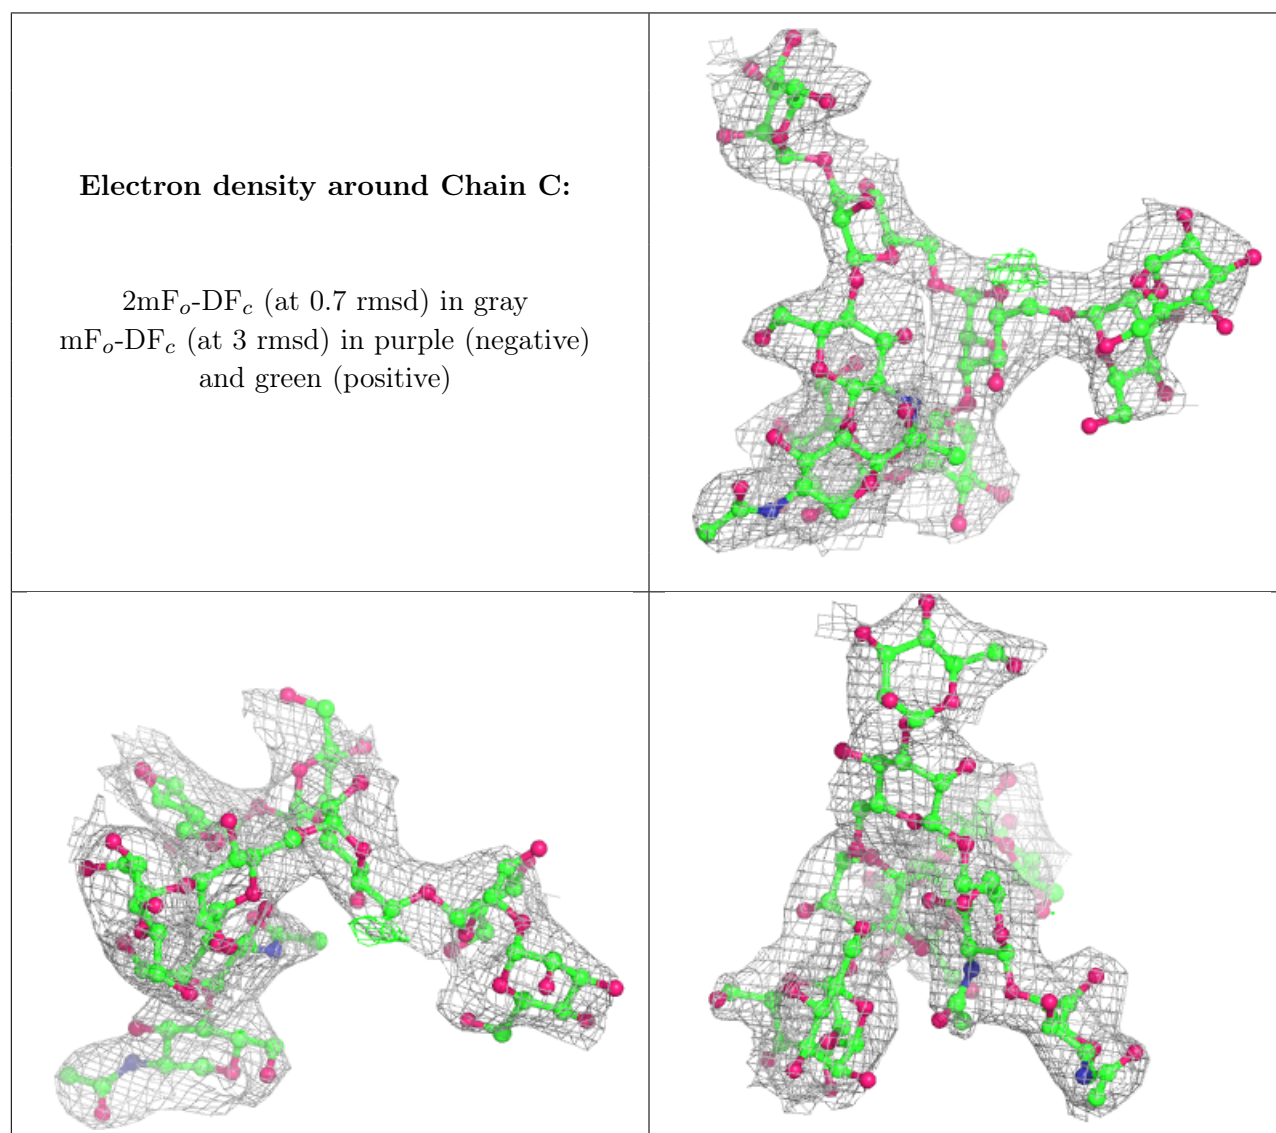 Electron density around Chain C:
2mFₒ-DF𝒸 (at 0.7 rmsd) in gray
mFₒ-DF𝒸 (at 3 rmsd) in purple (negative)
and green (positive)